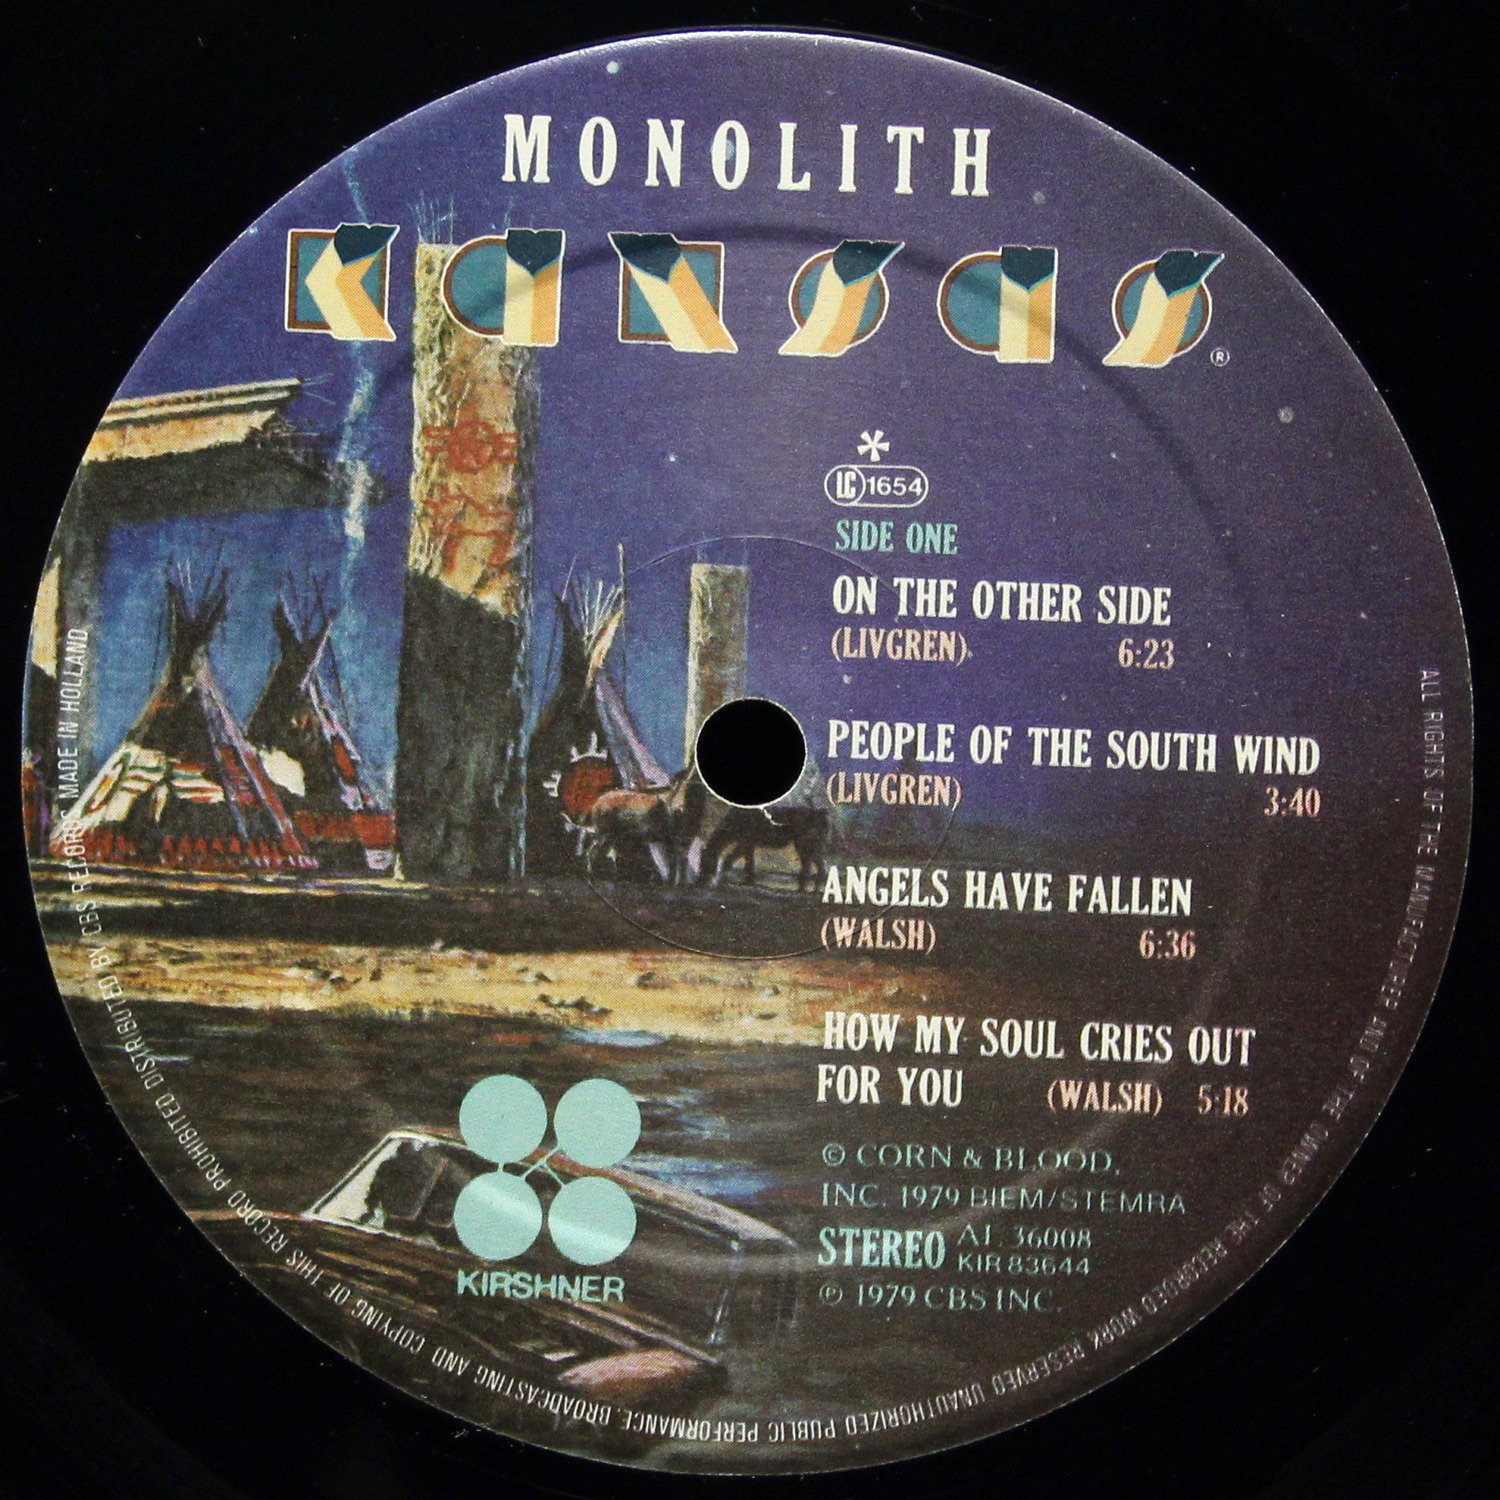 MONOLITH
KANSAS®
*
LC 1654
SIDE ONE
ON THE OTHER SIDE
(LIVGREN) 6:23
PEOPLE OF THE SOUTH WIND
(LIVGREN) 3:40
ANGELS HAVE FALLEN
(WALSH) 6:36
HOW MY SOUL CRIES OUT
FOR YOU (WALSH) 5·18
© CORN & BLOOD,
INC. 1979 BIEM/STEMRA
STEREO AL 36008
KIR 83644
℗ 1979 CBS INC.
KIRSHNER
ALL RIGHTS OF THE MANUFACTURER AND OF THE OWNER OF THE RECORDED WORK RESERVED UNAUTHORIZED PUBLIC PERFORMANCE, BROADCASTING AND COPYING OF THIS RECORD PROHIBITED DISTRIBUTED BY CBS RECORDS MADE IN HOLLAND